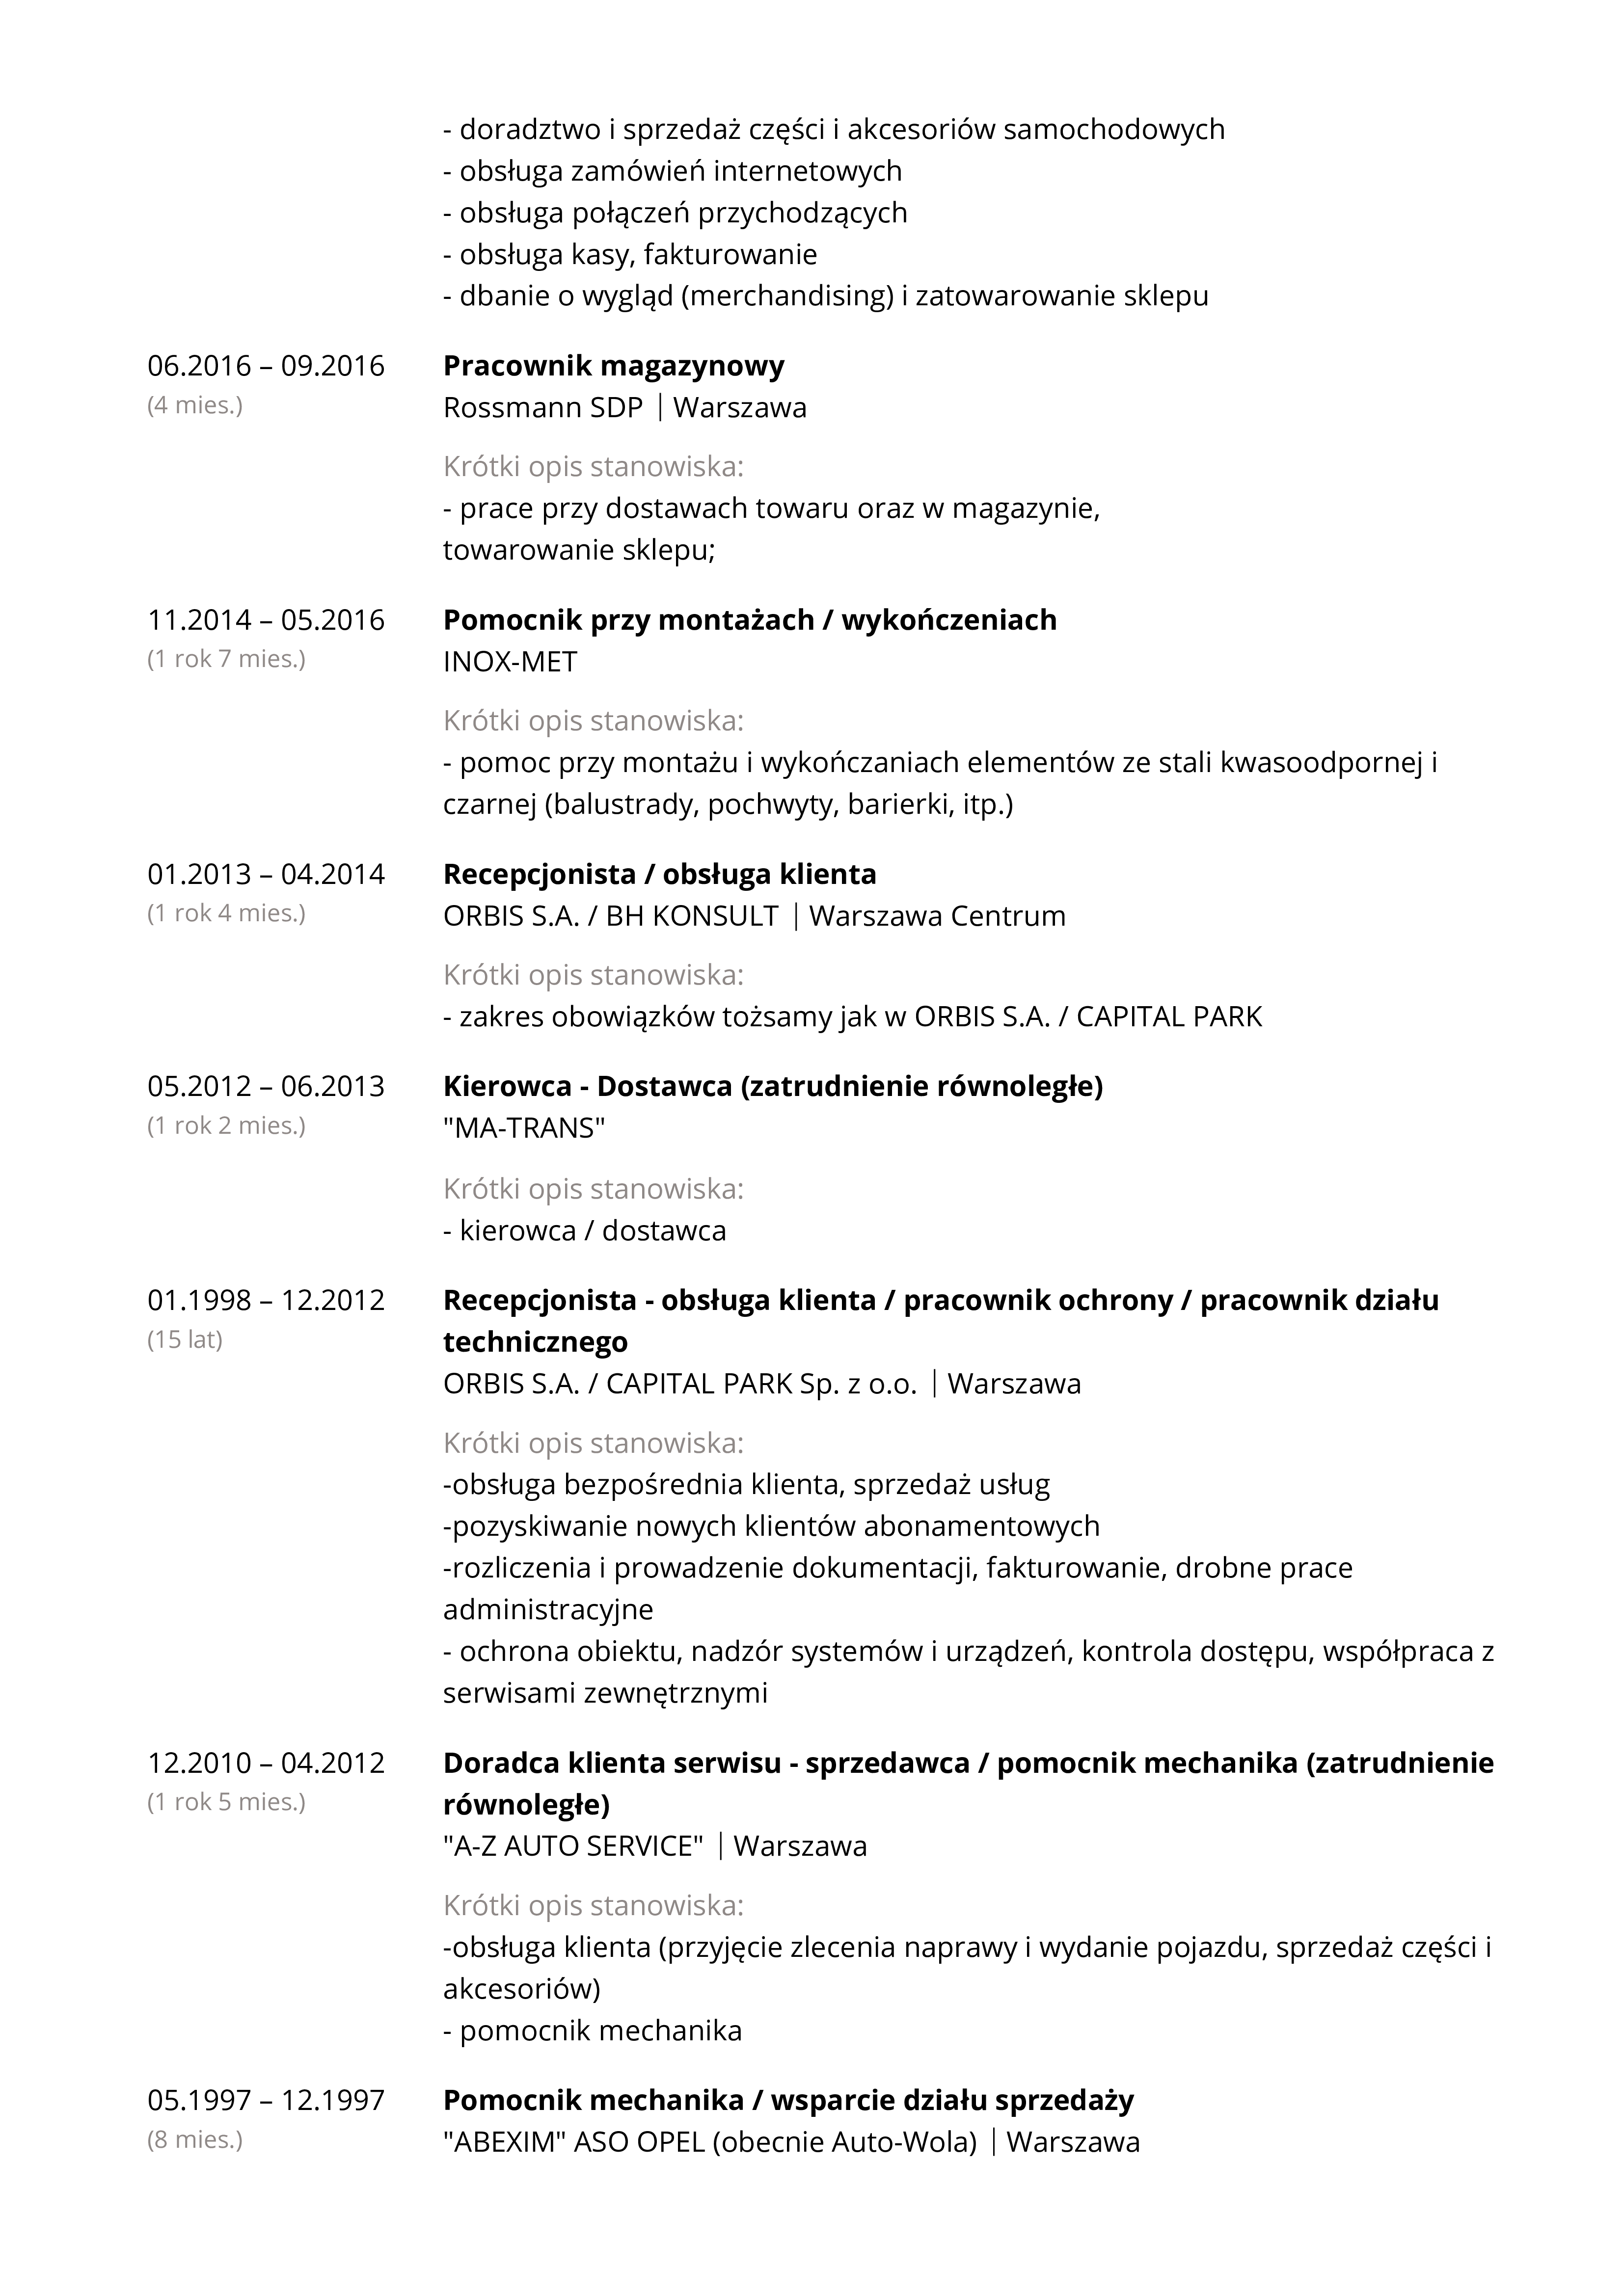 - doradztwo i sprzedaż części i akcesoriów samochodowych
- obsługa zamówień internetowych
- obsługa połączeń przychodzących
- obsługa kasy, fakturowanie
- dbanie o wygląd (merchandising) i zatowarowanie sklepu
06.2016 – 09.2016
(4 mies.)
Pracownik magazynowy
Rossmann SDP | Warszawa
Krótki opis stanowiska:
- prace przy dostawach towaru oraz w magazynie,
towarowanie sklepu;
11.2014 – 05.2016
(1 rok 7 mies.)
Pomocnik przy montażach / wykończeniach
INOX-MET
Krótki opis stanowiska:
- pomoc przy montażu i wykończaniach elementów ze stali kwasoodpornej i
czarnej (balustrady, pochwyty, barierki, itp.)
01.2013 – 04.2014
(1 rok 4 mies.)
Recepcjonista / obsługa klienta
ORBIS S.A. / BH KONSULT | Warszawa Centrum
Krótki opis stanowiska:
- zakres obowiązków tożsamy jak w ORBIS S.A. / CAPITAL PARK
05.2012 – 06.2013
(1 rok 2 mies.)
Kierowca - Dostawca (zatrudnienie równoległe)
"MA-TRANS"
Krótki opis stanowiska:
- kierowca / dostawca
01.1998 – 12.2012
(15 lat)
Recepcjonista - obsługa klienta / pracownik ochrony / pracownik działu
technicznego
ORBIS S.A. / CAPITAL PARK Sp. z o.o. | Warszawa
Krótki opis stanowiska:
-obsługa bezpośrednia klienta, sprzedaż usług
-pozyskiwanie nowych klientów abonamentowych
-rozliczenia i prowadzenie dokumentacji, fakturowanie, drobne prace
administracyjne
- ochrona obiektu, nadzór systemów i urządzeń, kontrola dostępu, współpraca z
serwisami zewnętrznymi
12.2010 – 04.2012
(1 rok 5 mies.)
Doradca klienta serwisu - sprzedawca / pomocnik mechanika (zatrudnienie
równoległe)
"A-Z AUTO SERVICE" | Warszawa
Krótki opis stanowiska:
-obsługa klienta (przyjęcie zlecenia naprawy i wydanie pojazdu, sprzedaż części i
akcesoriów)
- pomocnik mechanika
05.1997 – 12.1997
(8 mies.)
Pomocnik mechanika / wsparcie działu sprzedaży
"ABEXIM" ASO OPEL (obecnie Auto-Wola) | Warszawa